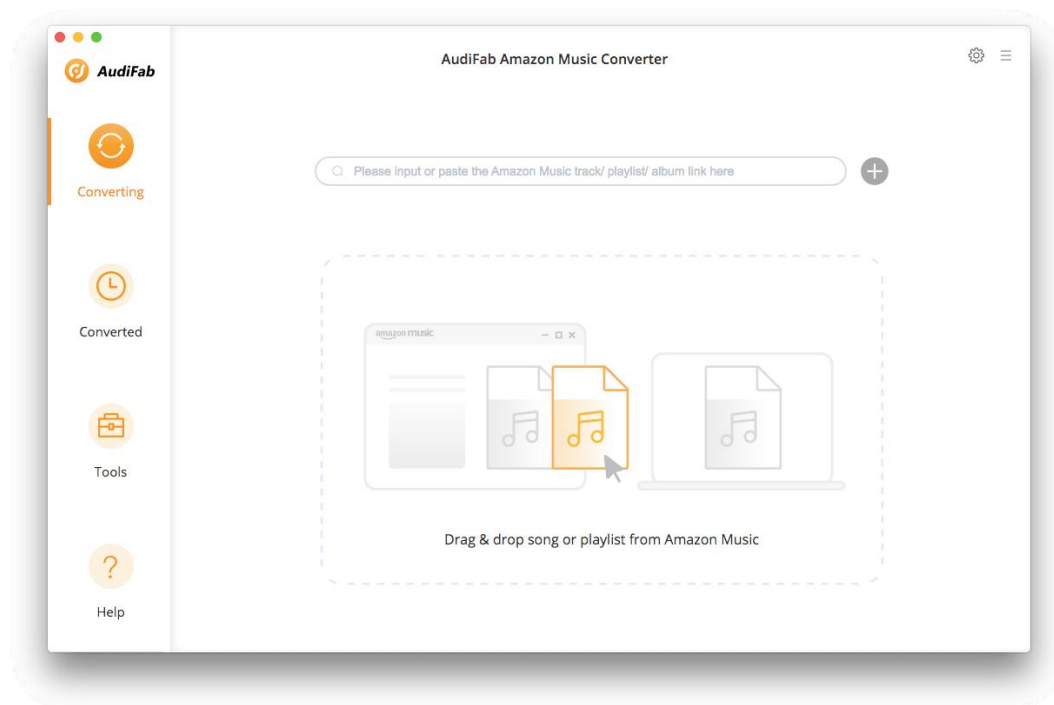 AudiFab
AudiFab Amazon Music Converter
Converting
Please input or paste the Amazon Music track/ playlist/ album link here
Converted
amazon music
Tools
Drag & drop song or playlist from Amazon Music
Help